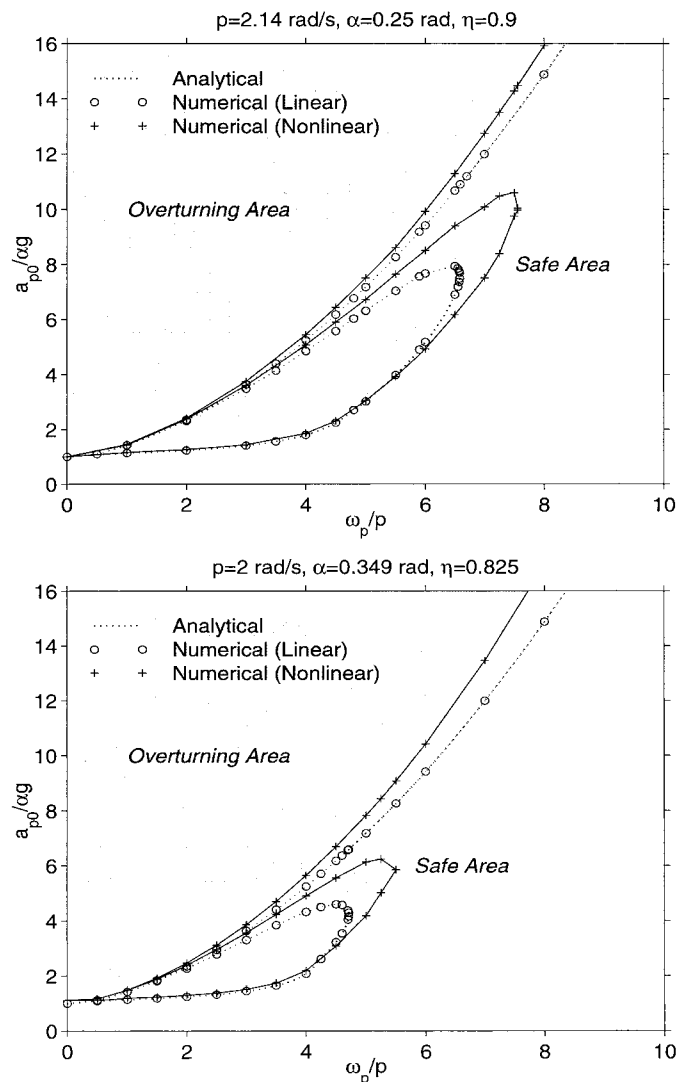 p=2.14 rad/s, α=0.25 rad, η=0.9
16
14
12
10
8
6
4
2
0
a_p0/αg
Analytical
Numerical (Linear)
Numerical (Nonlinear)
Overturning Area
Safe Area
0 2 4 6 8 10
ω_p/p
p=2 rad/s, α=0.349 rad, η=0.825
16
14
12
10
8
6
4
2
0
a_p0/αg
Analytical
Numerical (Linear)
Numerical (Nonlinear)
Overturning Area
Safe Area
0 2 4 6 8 10
ω_p/p